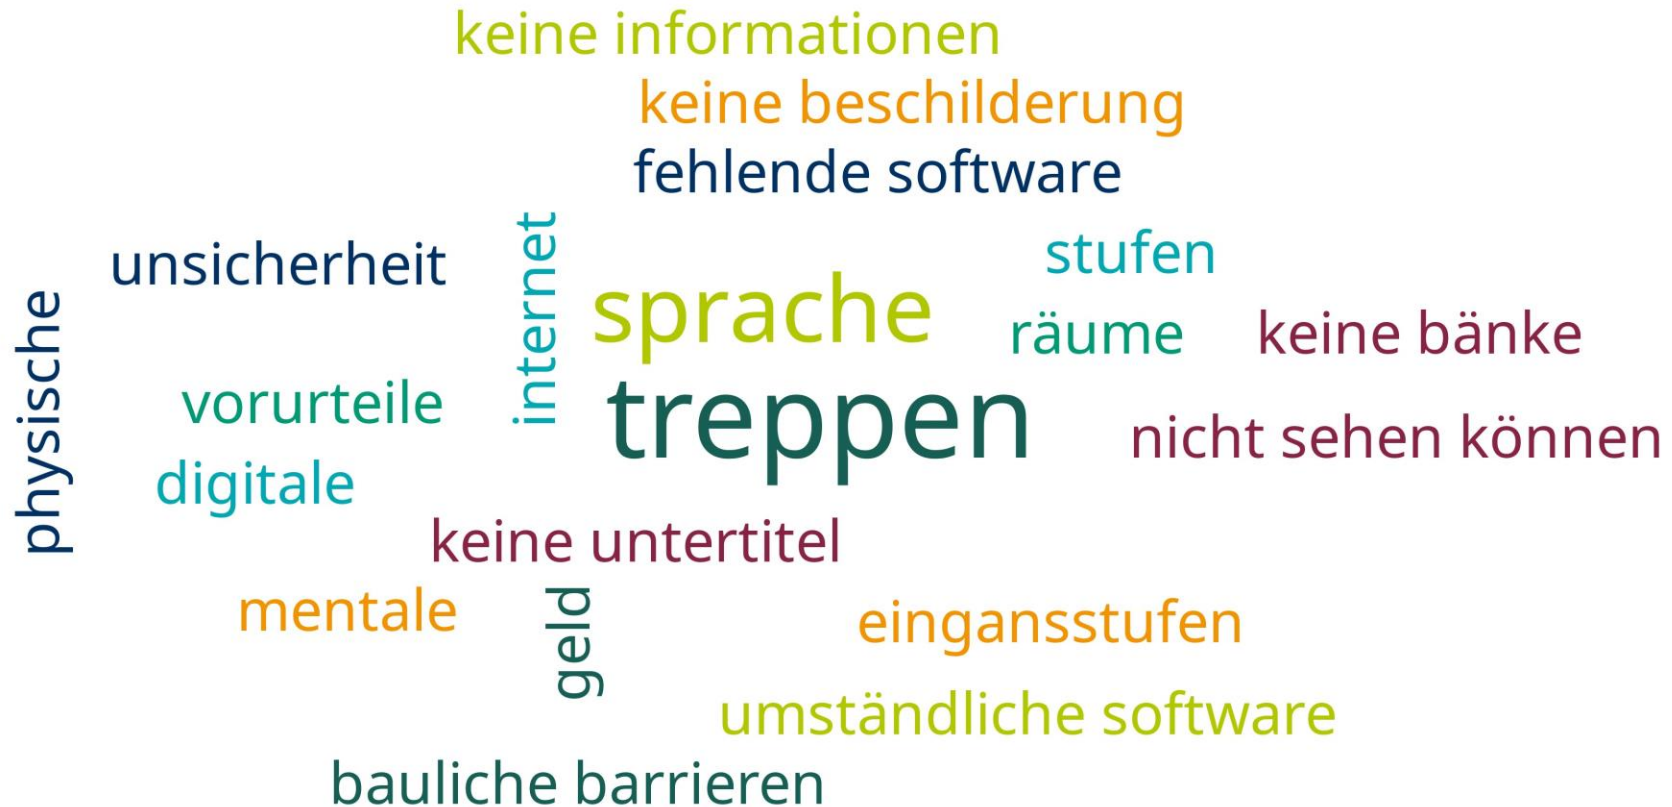 keine informationen
keine beschilderung
fehlende software
unsicherheit
internet
stufen
sprache
physische
räume
keine bänke
vorurteile
treppen
nicht sehen können
digitale
keine untertitel
mentale
geld
eingansstufen
umständliche software
bauliche barrieren